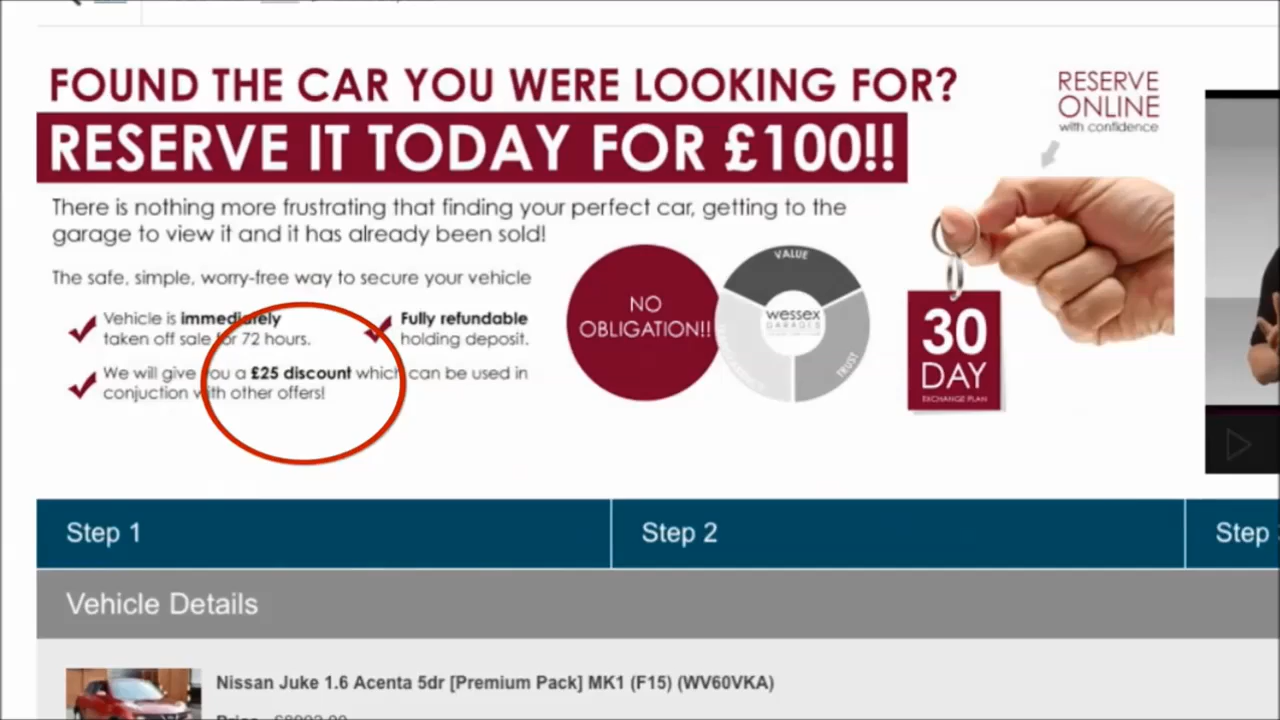 FOUND THE CAR YOU WERE LOOKING FOR?
RESERVE IT TODAY FOR £100!!
There is nothing more frustrating that finding your perfect car, getting to the
garage to view it and it has already been sold!
The safe, simple, worry-free way to secure your vehicle
Vehicle is immediately
taken off sale for 72 hours.
Fully refundable
holding deposit.
We will give you a £25 discount which can be used in
conjuction with other offers!
NO
OBLIGATION!!
VALUE
wessex
GARAGES
TRUST
RESERVE
ONLINE
with confidence
30
DAY
EXCHANGE PLAN
Step 1
Step 2
Step
Vehicle Details
Nissan Juke 1.6 Acenta 5dr [Premium Pack] MK1 (F15) (WV60VKA)